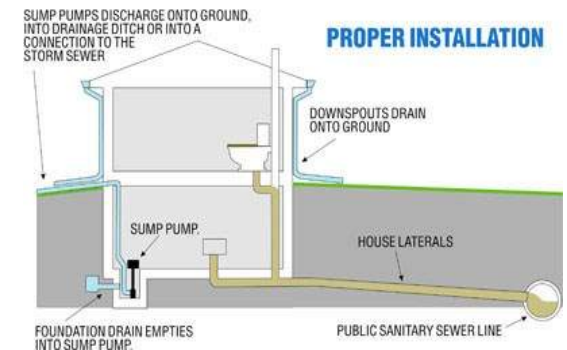 SUMP PUMPS DISCHARGE ONTO GROUND,
INTO DRAINAGE DITCH OR INTO A
CONNECTION TO THE
STORM SEWER
PROPER INSTALLATION
DOWNSPOUTS DRAIN
ONTO GROUND
SUMP PUMP.
HOUSE LATERALS
FOUNDATION DRAIN EMPTIES
INTO SUMP PUMP.
PUBLIC SANITARY SEWER LINE